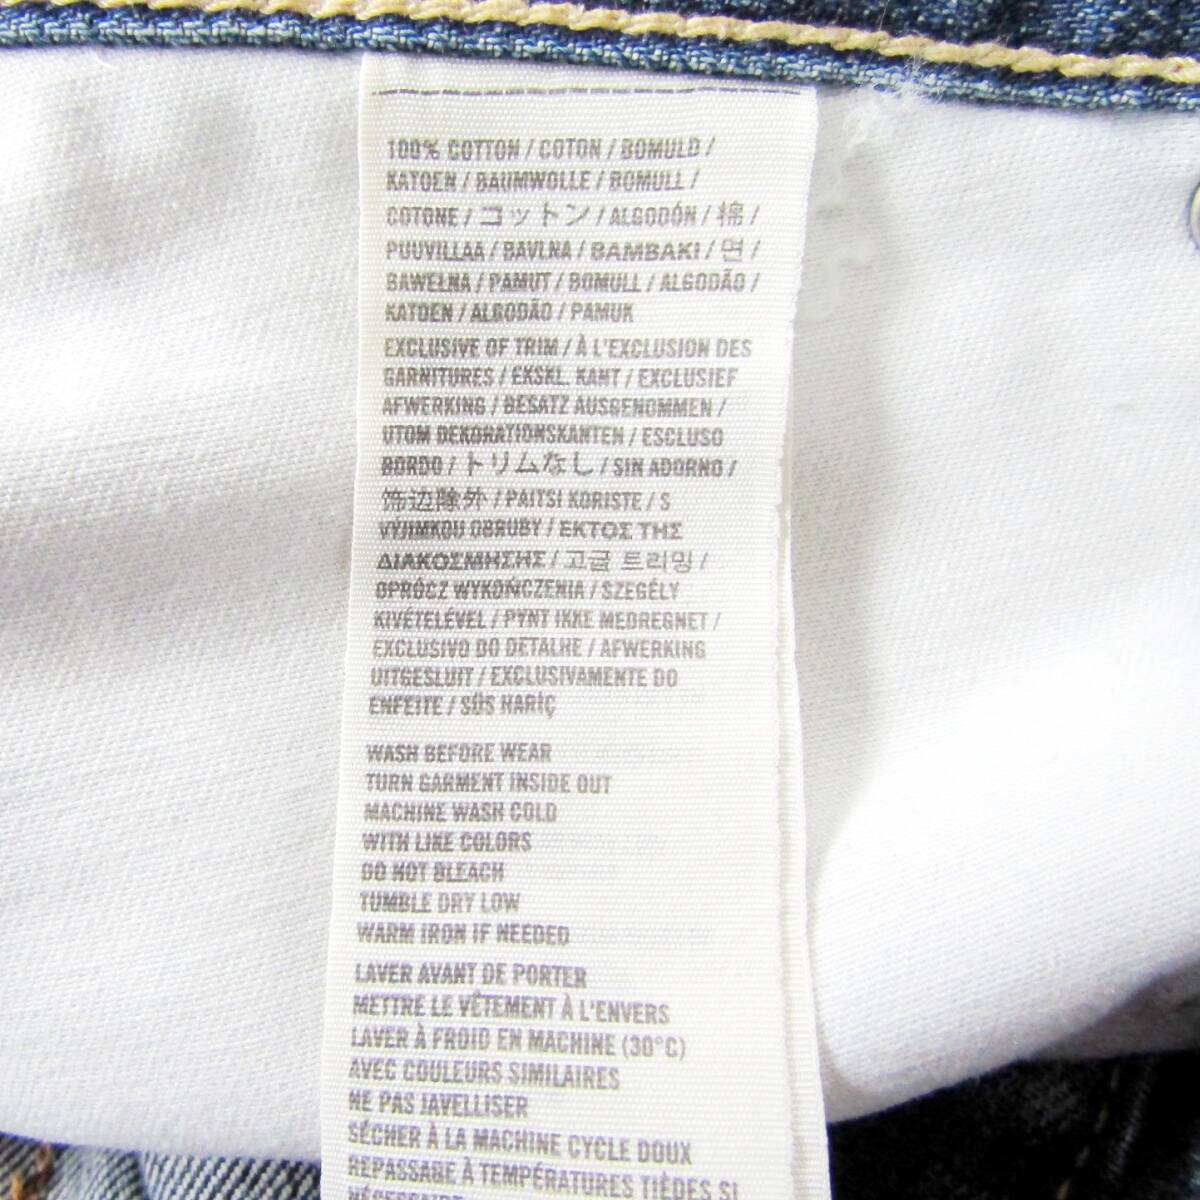 100% COTTON / COTON / BOMULD /
KATOEN / BAUMWOLLE / BOMULL /
COTONE / コットン / ALGODÓN / 棉 /
PUUVILLAA / BAVLNA / BAMBAKI / 면 /
BAWEŁNA / PAMUT / BOMULL / ALGODÃO /
KATOEN / ALGODÃO / PAMUK
EXCLUSIVE OF TRIM / À L'EXCLUSION DES
GARNITURES / EKSKL. KANT / EXCLUSIEF
AFWERKING / BESATZ AUSGENOMMEN /
UTOM DEKORATIONSKANTEN / ESCLUSO
BORDO / トリムなし / SIN ADORNO /
饰边除外 / PAITSI KORISTE / S
VÝJIMKOU OBRUBY / ΕΚΤΟΣ ΤΗΣ
ΔΙΑΚΟΣΜΗΣΗΣ / 고급 트리밍 /
OPRÓCZ WYKOŃCZENIA / SZEGÉLY
KIVÉTELÉVEL / PYNT IKKE MEDREGNET /
EXCLUSIVO DO DETALHE / AFWERKING
UITGESLUIT / EXCLUSIVAMENTE DO
ENFEITE / SÜS HARİÇ
WASH BEFORE WEAR
TURN GARMENT INSIDE OUT
MACHINE WASH COLD
WITH LIKE COLORS
DO NOT BLEACH
TUMBLE DRY LOW
WARM IRON IF NEEDED
LAVER AVANT DE PORTER
METTRE LE VÊTEMENT À L'ENVERS
LAVER À FROID EN MACHINE (30°C)
AVEC COULEURS SIMILAIRES
NE PAS JAVELLISER
SÉCHER À LA MACHINE CYCLE DOUX
REPASSAGE À TEMPÉRATURES TIÈDES SI
NÉCESSAIRE